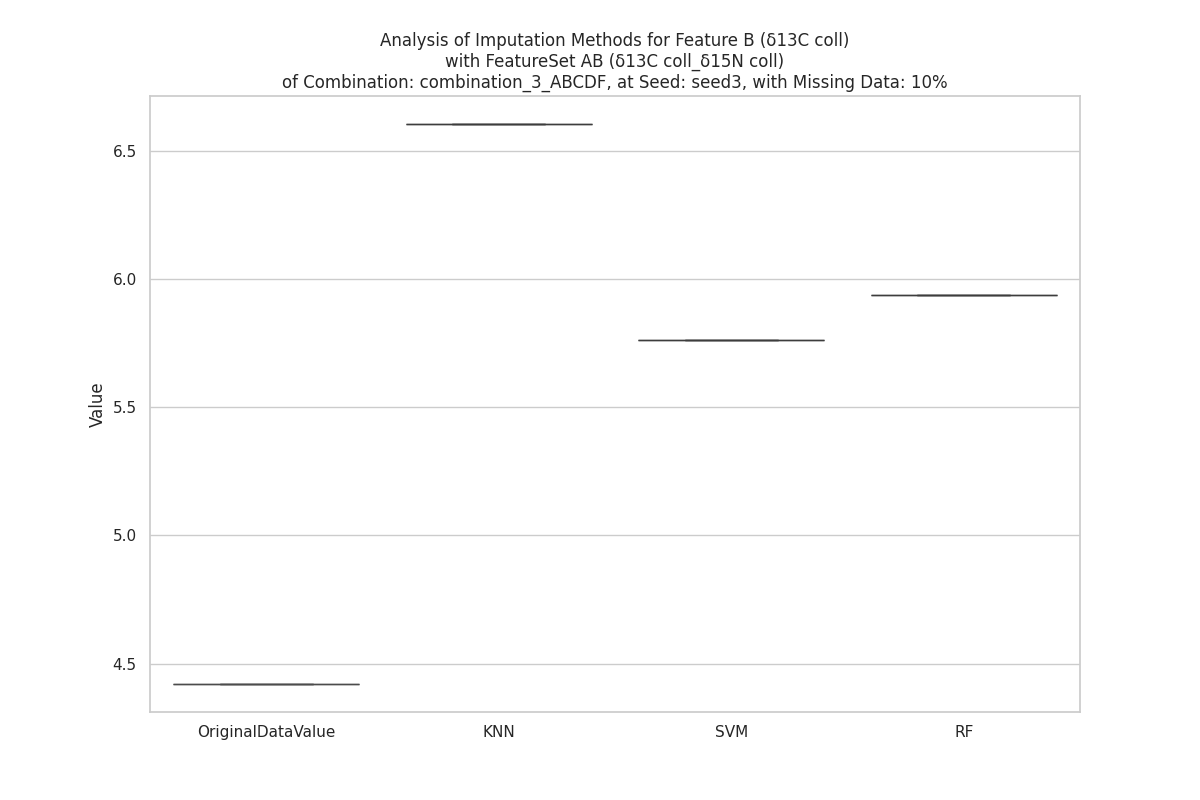 Analysis of Imputation Methods for Feature B (δ13C coll)
with FeatureSet AB (δ13C coll_δ15N coll)
of Combination: combination_3_ABCDF, at Seed: seed3, with Missing Data: 10%
6.5
6.0
5.5
5.0
4.5
Value
OriginalDataValue KNN SVM RF